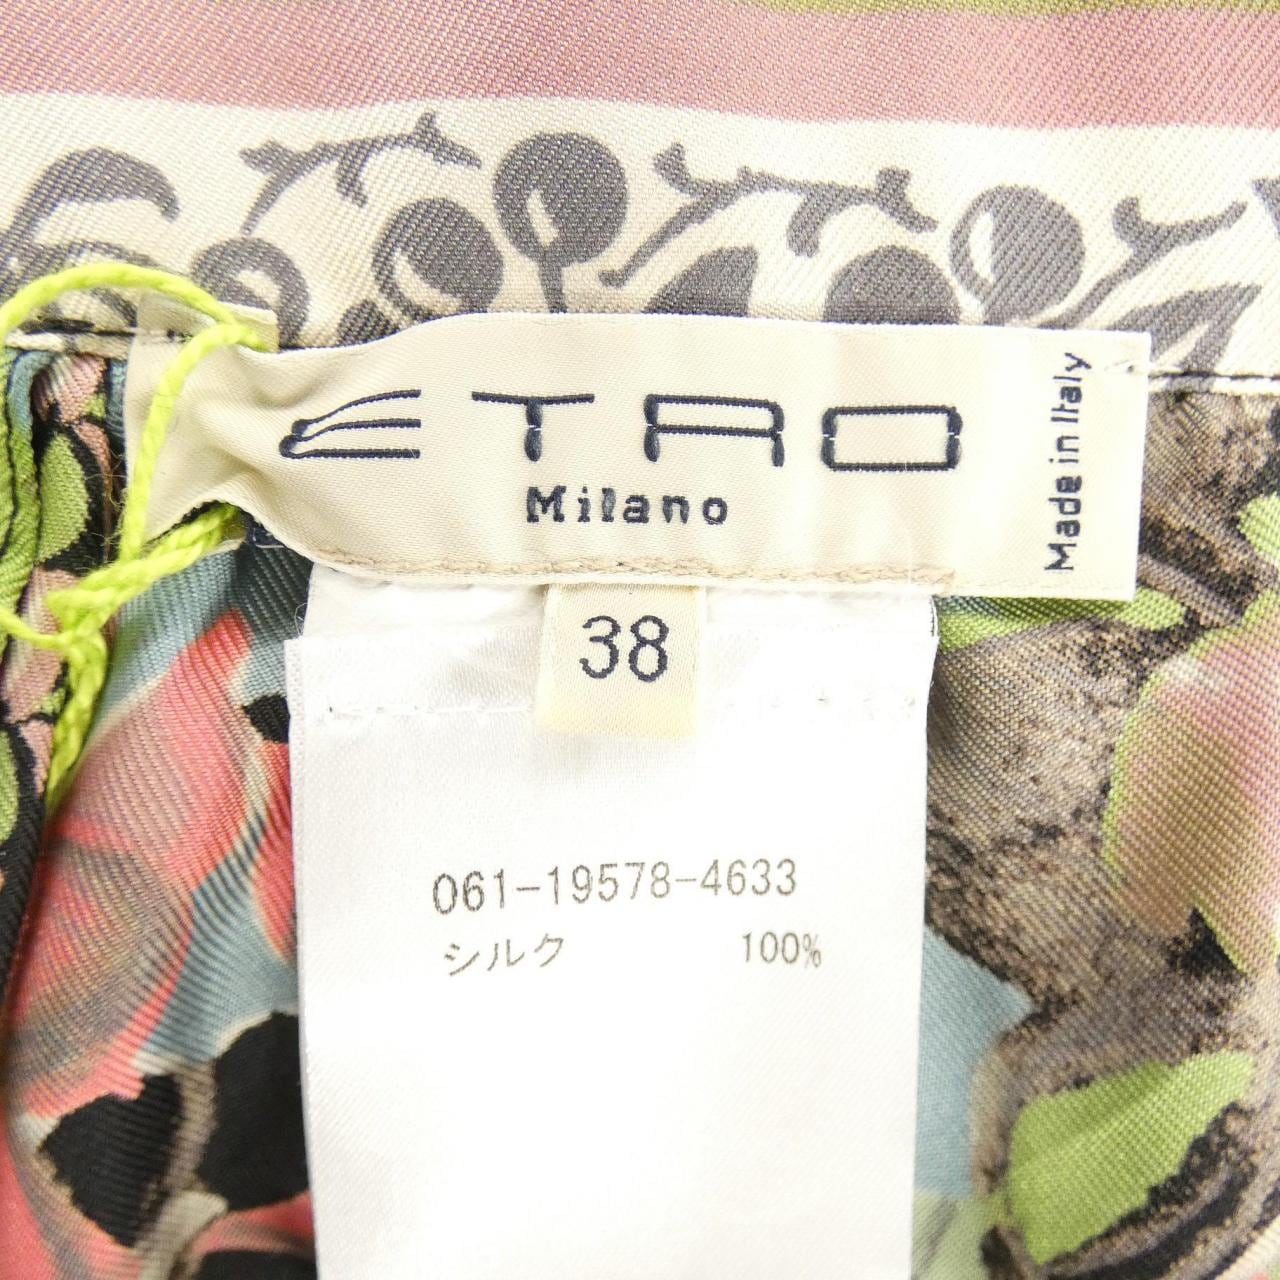 ETRO
Milano
Made in Italy
38
061-19578-4633
シルク 100%